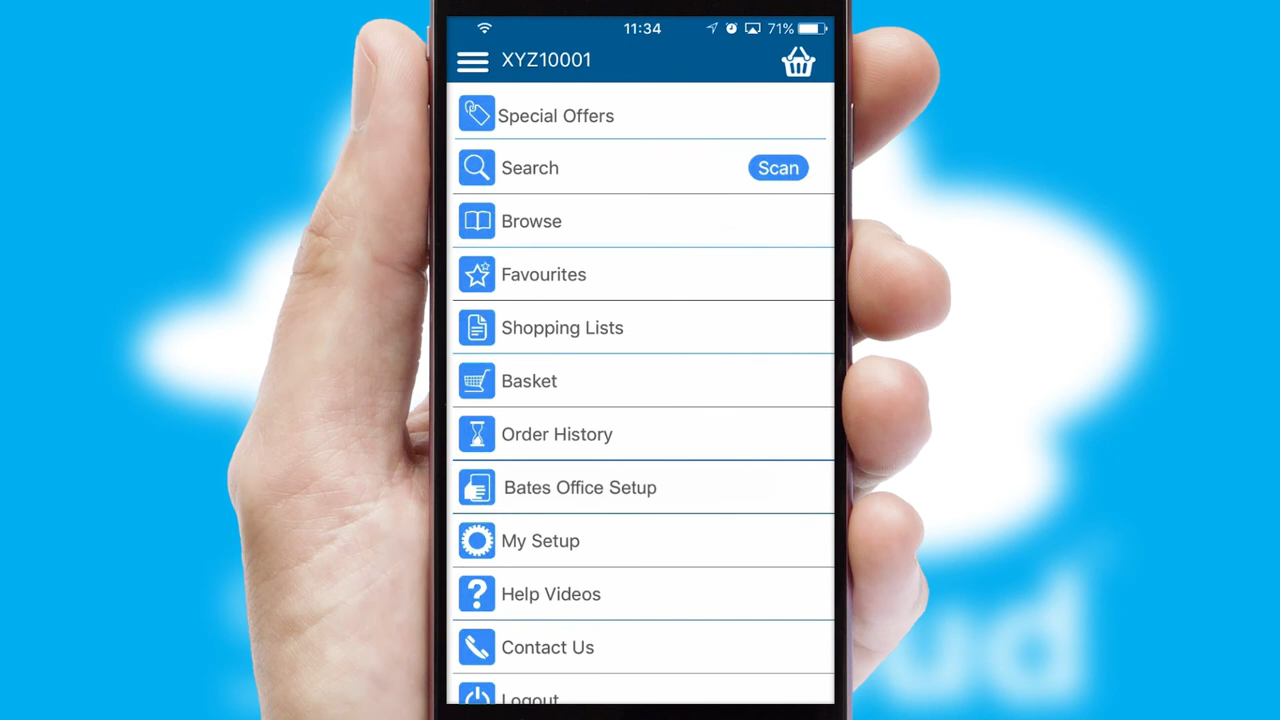 11:34 71%
XYZ10001
Special Offers
Search Scan
Browse
Favourites
Shopping Lists
Basket
Order History
Bates Office Setup
My Setup
Help Videos
Contact Us
Logout